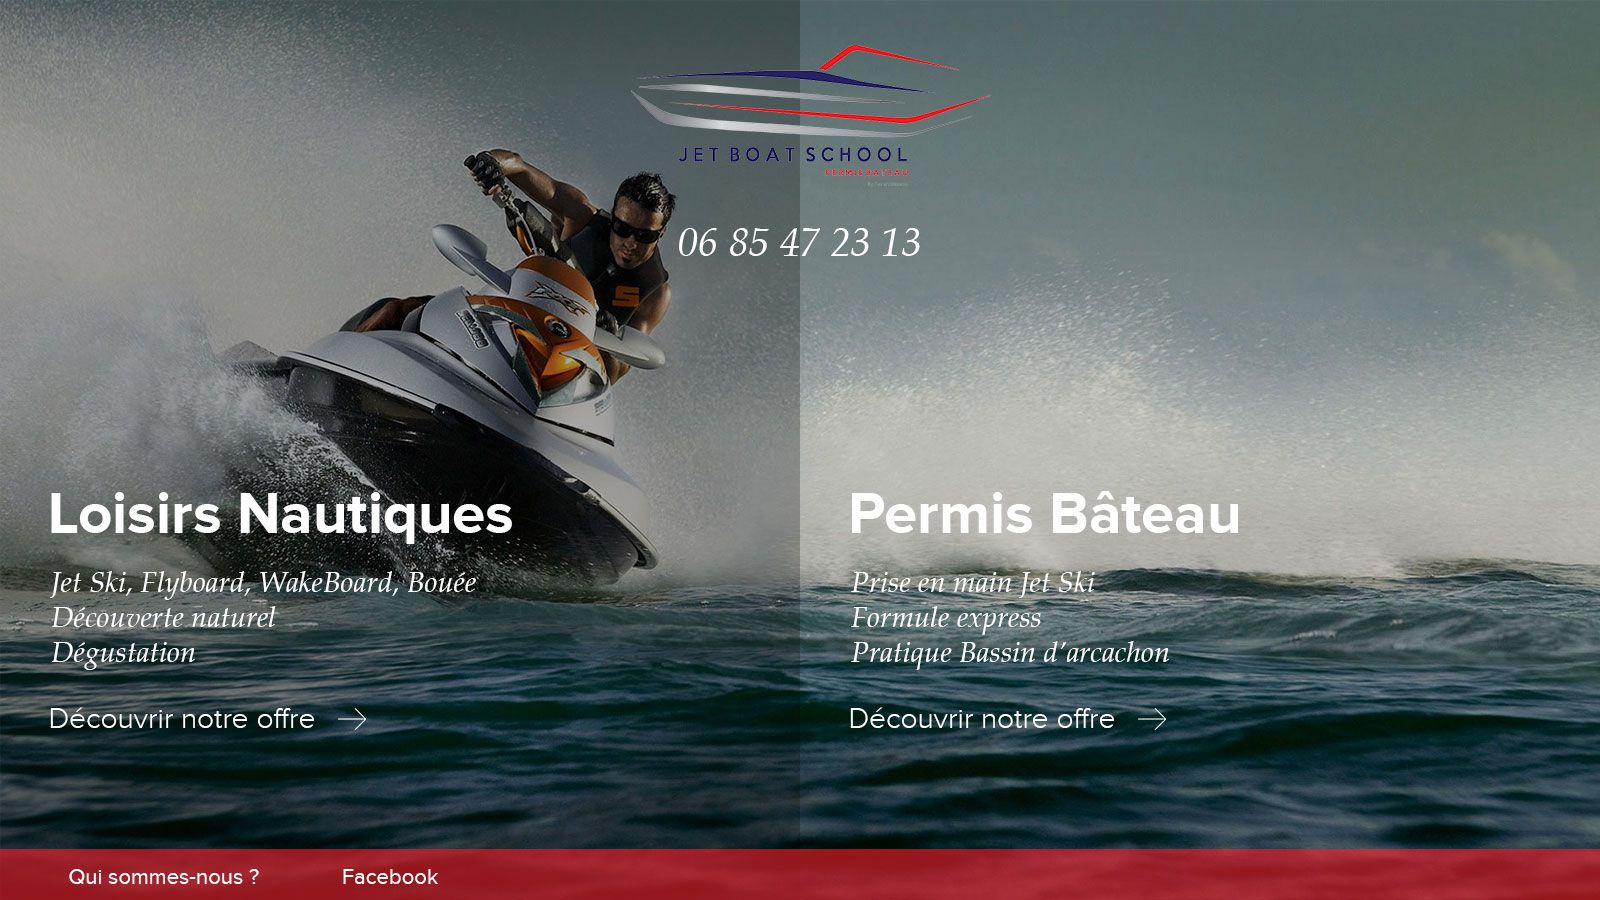 JET BOAT SCHOOL
PERMIS BATEAU
06 85 47 23 13
Loisirs Nautiques
Jet Ski, Flyboard, WakeBoard, Bouée
Découverte naturel
Dégustation
Découvrir notre offre
Permis Bâteau
Prise en main Jet Ski
Formule express
Pratique Bassin d’arcachon
Découvrir notre offre
Qui sommes-nous ?
Facebook